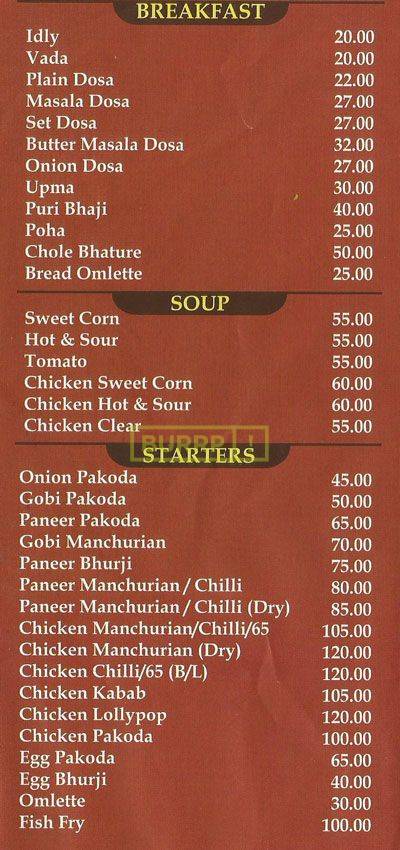 BREAKFAST
Idly 20.00
Vada 20.00
Plain Dosa 22.00
Masala Dosa 27.00
Set Dosa 27.00
Butter Masala Dosa 32.00
Onion Dosa 27.00
Upma 30.00
Puri Bhaji 40.00
Poha 25.00
Chole Bhature 50.00
Bread Omlette 25.00
SOUP
Sweet Corn 55.00
Hot & Sour 55.00
Tomato 55.00
Chicken Sweet Corn 60.00
Chicken Hot & Sour 60.00
Chicken Clear 55.00
BURRP!
STARTERS
Onion Pakoda 45.00
Gobi Pakoda 50.00
Paneer Pakoda 65.00
Gobi Manchurian 70.00
Paneer Bhurji 75.00
Paneer Manchurian / Chilli 80.00
Paneer Manchurian / Chilli (Dry) 85.00
Chicken Manchurian/Chilli/65 105.00
Chicken Manchurian (Dry) 120.00
Chicken Chilli/65 (B/L) 120.00
Chicken Kabab 105.00
Chicken Lollypop 120.00
Chicken Pakoda 100.00
Egg Pakoda 65.00
Egg Bhurji 40.00
Omlette 30.00
Fish Fry 100.00